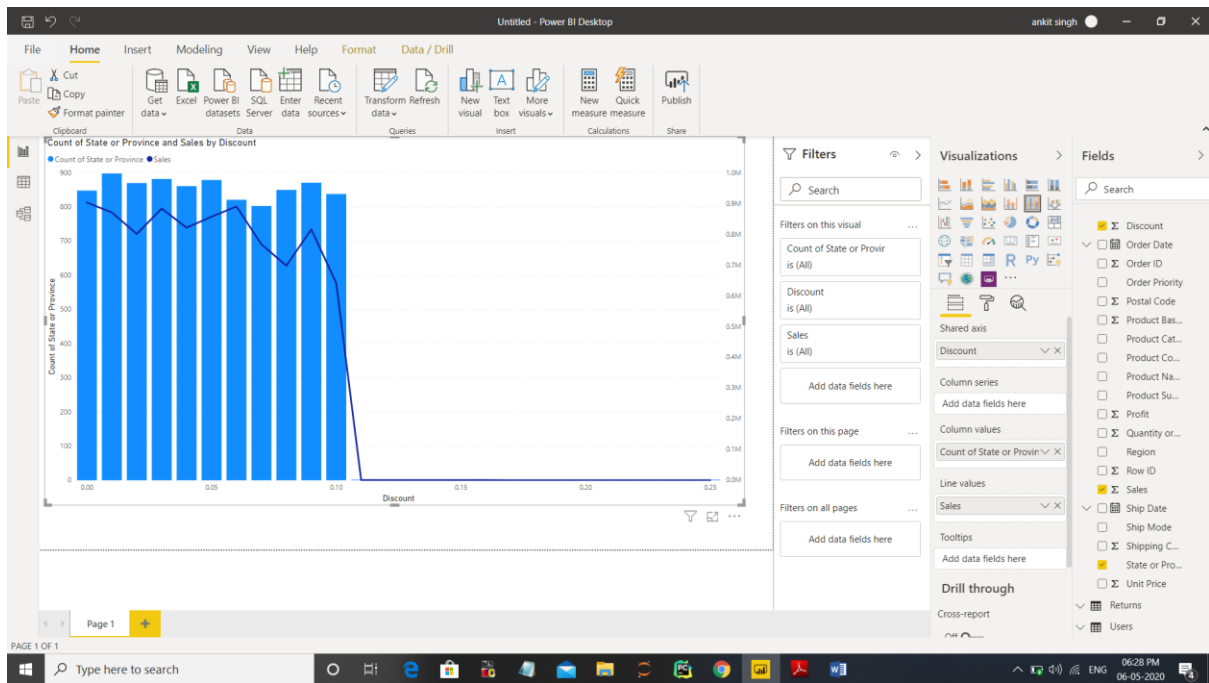 Untitled - Power BI Desktop
ankit singh
File Home Insert Modeling View Help Format Data / Drill
Paste
Cut
Copy
Format painter
Clipboard
Get data
Excel
Power BI datasets
SQL Server
Enter data
Recent sources
Data
Transform data
Refresh
Queries
New visual
Text box
More visuals
Insert
New measure
Quick measure
Calculations
Publish
Share
Count of State or Province and Sales by Discount
Count of State or Province Sales
900
800
700
600
500
400
300
200
100
0
Count of State or Province
1.0M
0.9M
0.8M
0.7M
0.6M
0.5M
0.4M
0.3M
0.2M
0.1M
0.0M
0.00 0.05 0.10 0.15 0.20 0.25
Discount
Filters
Search
Filters on this visual ...
Count of State or Provir
is (All)
Discount
is (All)
Sales
is (All)
Add data fields here
Filters on this page ...
Add data fields here
Filters on all pages ...
Add data fields here
Visualizations
R Py
Shared axis
Discount
Column series
Add data fields here
Column values
Count of State or Provin
Line values
Sales
Tooltips
Add data fields here
Drill through
Cross-report
Off
Fields
Search
Σ Discount
Order Date
Σ Order ID
Order Priority
Σ Postal Code
Σ Product Bas...
Product Cat...
Product Co...
Product Na...
Product Su...
Σ Profit
Σ Quantity or...
Region
Σ Row ID
Σ Sales
Ship Date
Ship Mode
Σ Shipping C...
State or Pro...
Σ Unit Price
Returns
Users
Page 1
PAGE 1 OF 1
Type here to search
ENG
06:28 PM
06-05-2020
4